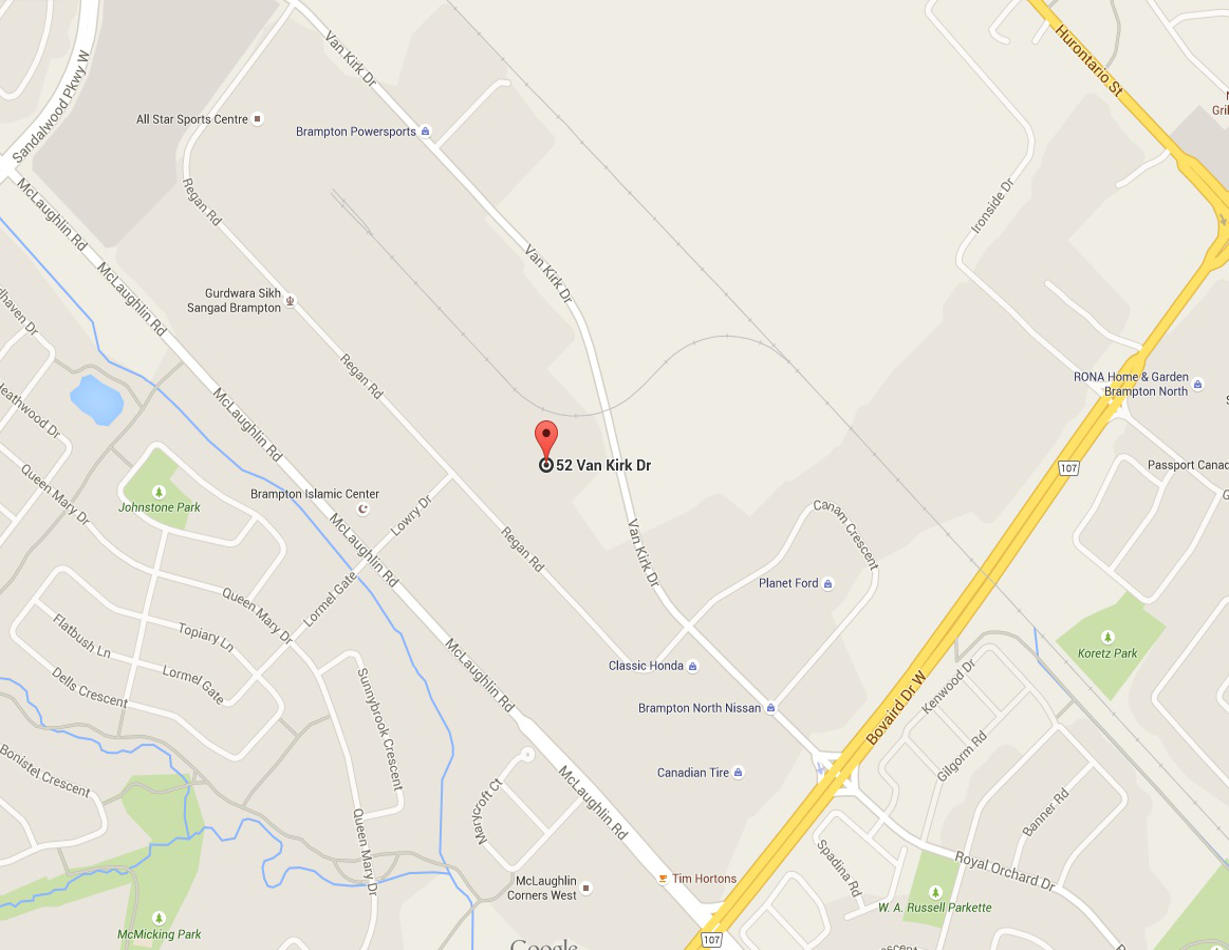 Van Kirk Dr
Hurontario St
Sandalwood Pkwy W
All Star Sports Centre
Brampton Powersports
Gril
Regan Rd
McLaughlin Rd
Ironside Dr
McLaughlin Rd
Van Kirk Dr
Gurdwara Sikh
Sangad Brampton
dhaven Dr
Regan Rd
RONA Home & Garden
Brampton North
Heathwood Dr
McLaughlin Rd
52 Van Kirk Dr
107
Passport Canad
Queen Mary Dr
Johnstone Park
Brampton Islamic Center
Lowry Dr
Canam Crescent
Regan Rd
Van Kirk Dr
McLaughlin Rd
Planet Ford
Lormel Gate
Queen Mary Dr
Topiary Ln
Flatbush Ln
Lormel Gate
Dells Crescent
Koretz Park
Classic Honda
McLaughlin Rd
Sunnybrook Crescent
Kenwood Dr
Brampton North Nissan
Bovaird Dr W
Bonistel Crescent
Gilgorm Rd
Canadian Tire
Marycroft Ct
McLaughlin Rd
Banner Rd
Queen Mary Dr
Spadina Rd
Royal Orchard Dr
Tim Hortons
McLaughlin
Corners West
W. A. Russell Parkette
McMicking Park
107
Google
escent